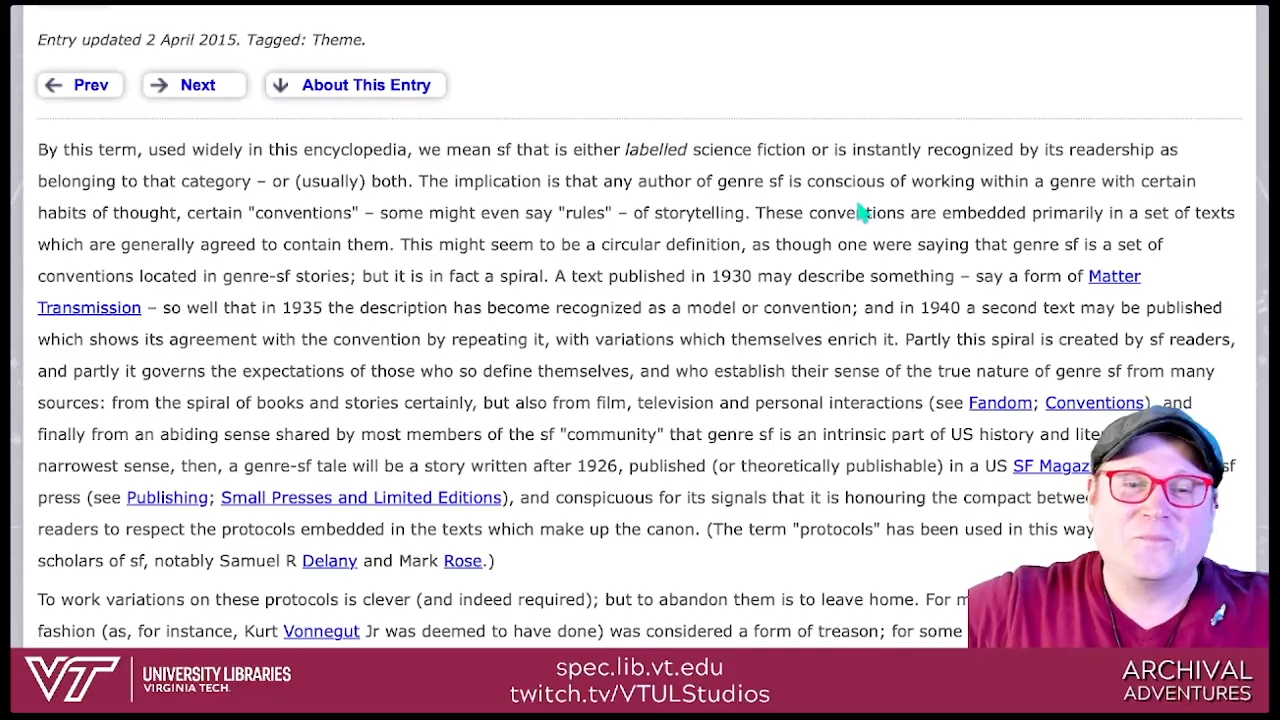 Entry updated 2 April 2015. Tagged: Theme.
Prev Next About This Entry
By this term, used widely in this encyclopedia, we mean sf that is either labelled science fiction or is instantly recognized by its readership as
belonging to that category – or (usually) both. The implication is that any author of genre sf is conscious of working within a genre with certain
habits of thought, certain "conventions" – some might even say "rules" – of storytelling. These conventions are embedded primarily in a set of texts
which are generally agreed to contain them. This might seem to be a circular definition, as though one were saying that genre sf is a set of
conventions located in genre-sf stories; but it is in fact a spiral. A text published in 1930 may describe something – say a form of Matter
Transmission – so well that in 1935 the description has become recognized as a model or convention; and in 1940 a second text may be published
which shows its agreement with the convention by repeating it, with variations which themselves enrich it. Partly this spiral is created by sf readers,
and partly it governs the expectations of those who so define themselves, and who establish their sense of the true nature of genre sf from many
sources: from the spiral of books and stories certainly, but also from film, television and personal interactions (see Fandom; Conventions), and
finally from an abiding sense shared by most members of the sf "community" that genre sf is an intrinsic part of US history and
narrowest sense, then, a genre-sf tale will be a story written after 1926, published (or theoretically publishable) in a US SF sf
press (see Publishing; Small Presses and Limited Editions), and conspicuous for its signals that it is honouring the compact
readers to respect the protocols embedded in the texts which make up the canon. (The term "protocols" has been used in this way
scholars of sf, notably Samuel R Delany and Mark Rose.)
To work variations on these protocols is clever (and indeed required); but to abandon them is to leave home. For
fashion (as, for instance, Kurt Vonnegut Jr was deemed to have done) was considered a form of treason; for some
VT UNIVERSITY LIBRARIES
VIRGINIA TECH.
spec.lib.vt.edu
twitch.tv/VTULStudios
ARCHIVAL
ADVENTURES